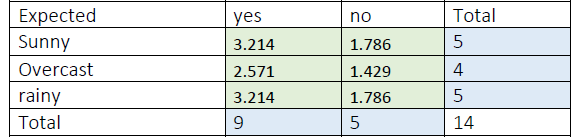 Expected yes no Total
Sunny 3.214 1.786 5
Overcast 2.571 1.429 4
rainy 3.214 1.786 5
Total 9 5 14